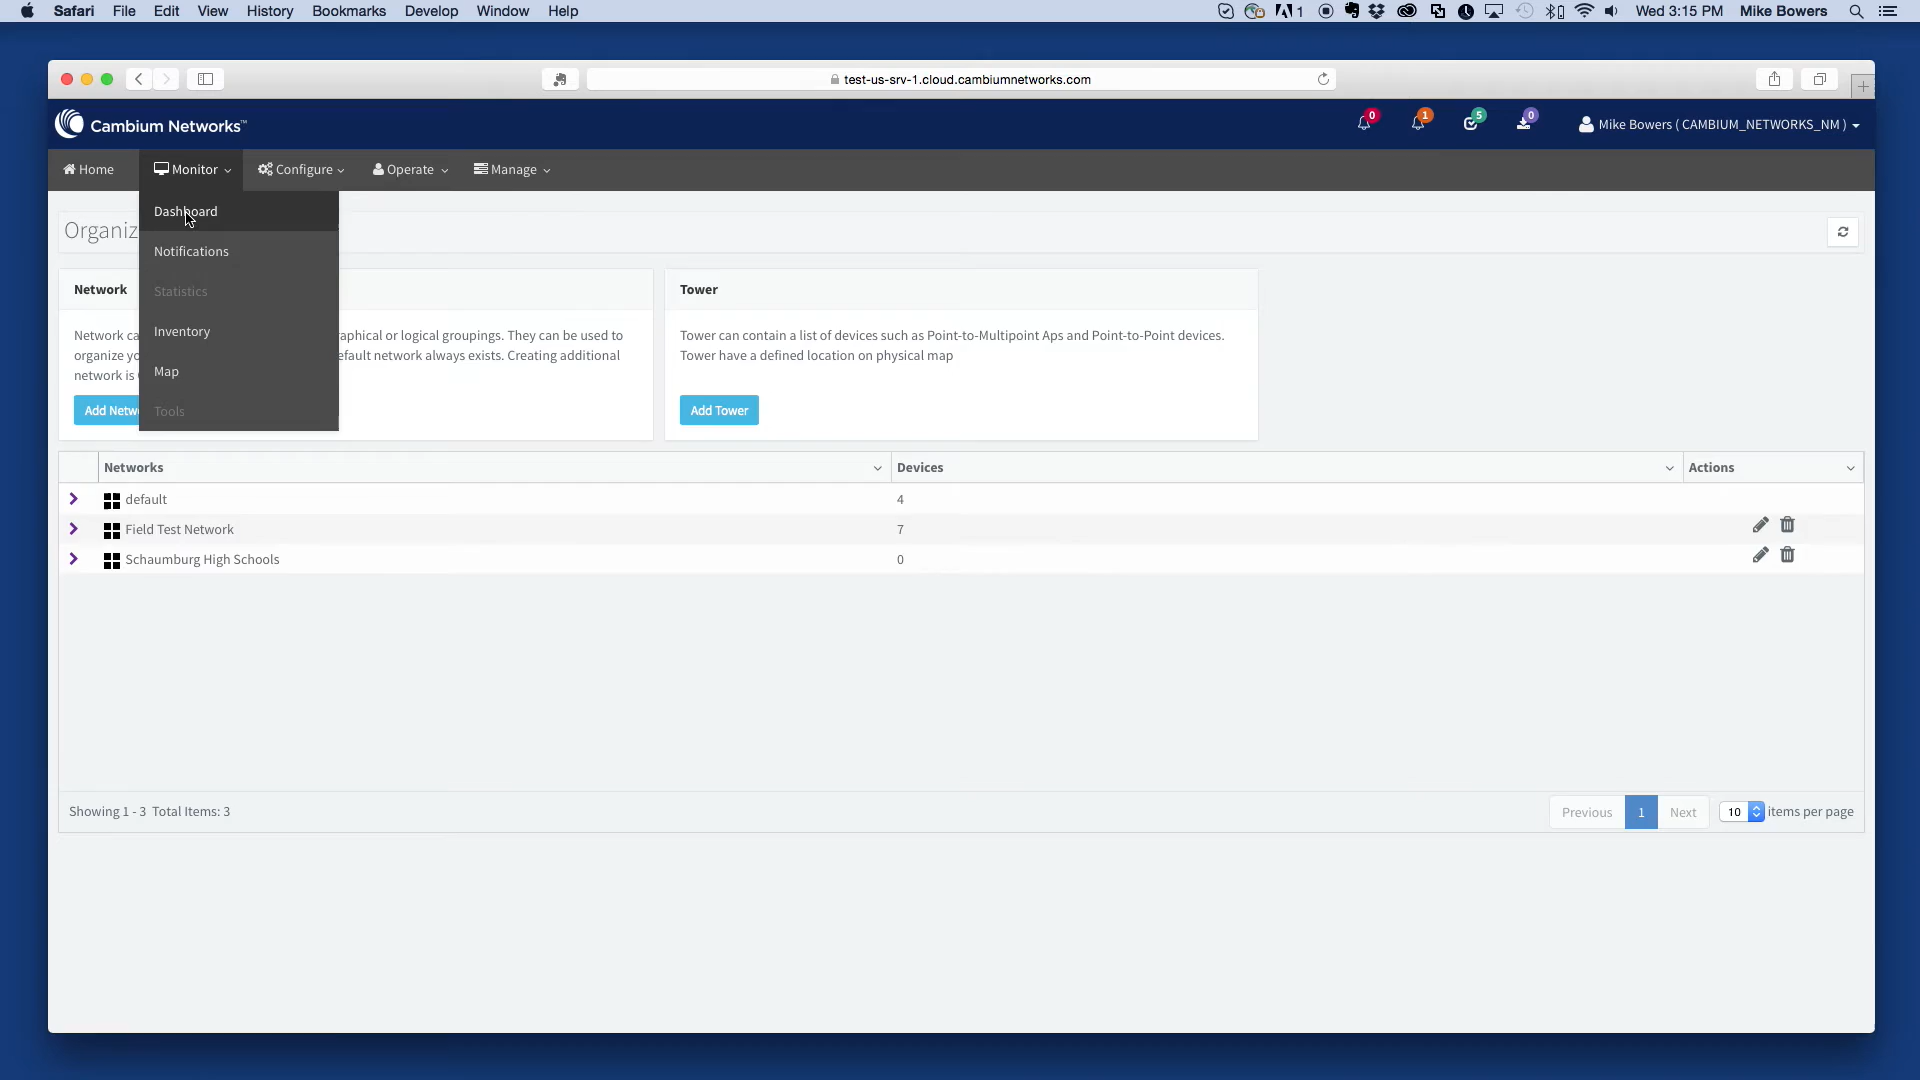 Safari File Edit View History Bookmarks Develop Window Help 1 Wed 3:15 PM Mike Bowers
test-us-srv-1.cloud.cambiumnetworks.com
Cambium Networks™ 0 1 5 0 Mike Bowers ( CAMBIUM_NETWORKS_NM )
Home Monitor Configure Operate Manage
Dashboard
Organiz
Notifications
Network Statistics Tower
Inventory
Network ca raphical or logical groupings. They can be used to
organize yo efault network always exists. Creating additional
network is
Tower can contain a list of devices such as Point-to-Multipoint Aps and Point-to-Point devices.
Tower have a defined location on physical map
Map
Add Netw Tools Add Tower
Networks Devices Actions
default 4
Field Test Network 7
Schaumburg High Schools 0
Showing 1 - 3 Total Items: 3 Previous 1 Next 10 items per page